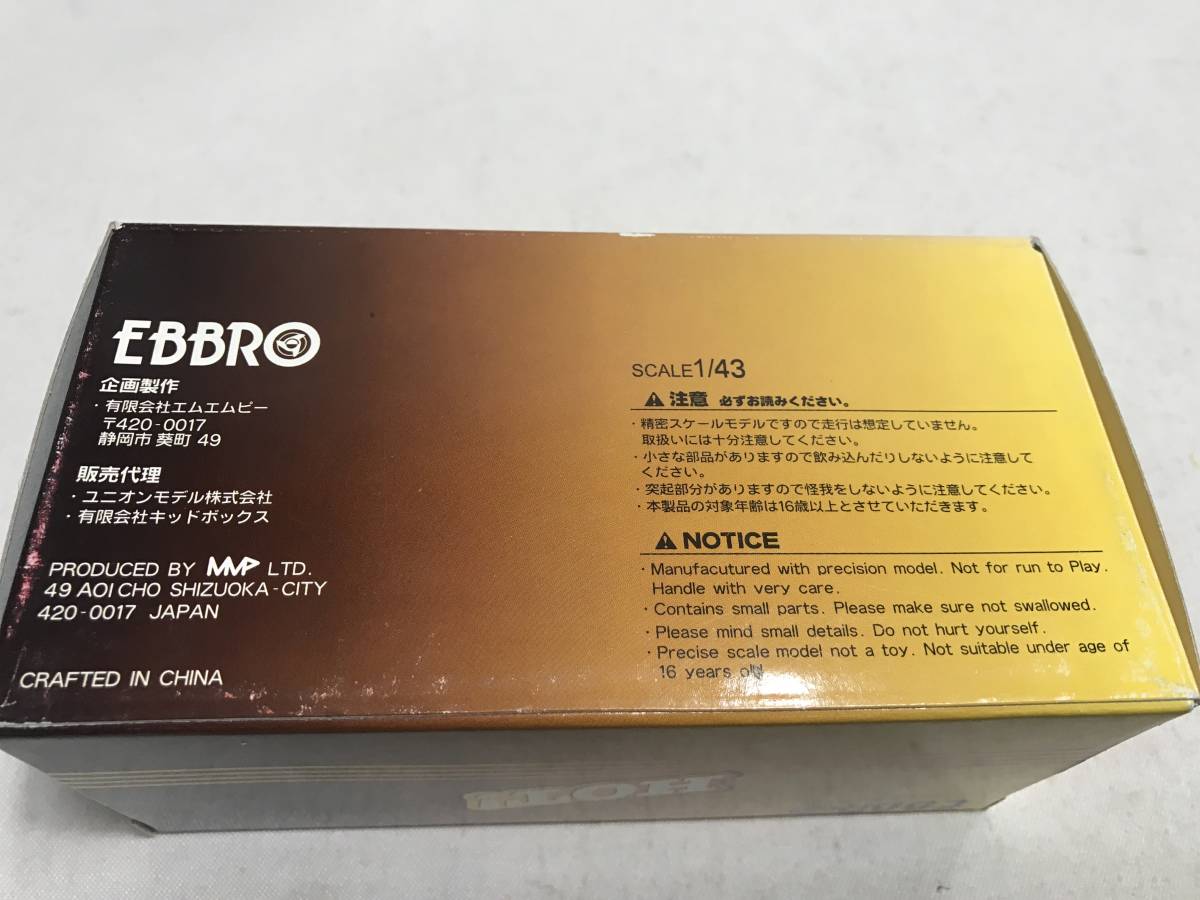 EBBRO
企画製作
・有限会社エムエムピー
〒420-0017
静岡市 葵町 49
販売代理
・ユニオンモデル株式会社
・有限会社キッドボックス
PRODUCED BY MMP LTD.
49 AOI CHO SHIZUOKA-CITY
420-0017 JAPAN
CRAFTED IN CHINA
SCALE1/43
⚠ 注意 必ずお読みください。
・精密スケールモデルですので走行は想定していません。
取扱いには十分注意してください。
・小さな部品がありますので飲み込んだりしないように注意して
ください。
・突起部分がありますので怪我をしないように注意してください。
・本製品の対象年齢は16歳以上とさせていただきます。
⚠ NOTICE
・Manufacutured with precision model. Not for run to Play.
Handle with very care.
・Contains small parts. Please make sure not swallowed.
・Please mind small details. Do not hurt yourself.
・Precise scale model not a toy. Not suitable under age of
16 years old